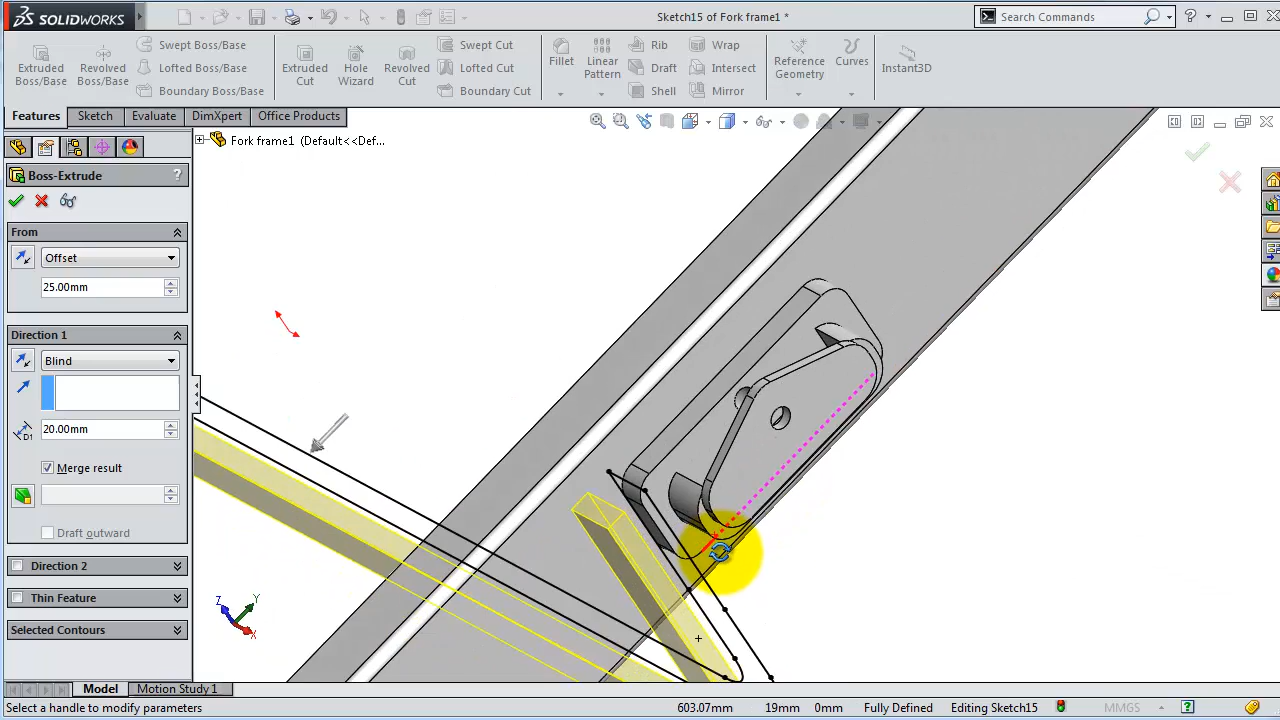 SOLIDWORKS
Sketch15 of Fork frame1 *
Search Commands
Extruded Boss/Base
Revolved Boss/Base
Swept Boss/Base
Lofted Boss/Base
Boundary Boss/Base
Extruded Cut
Hole Wizard
Revolved Cut
Swept Cut
Lofted Cut
Boundary Cut
Fillet
Linear Pattern
Rib
Draft
Shell
Wrap
Intersect
Mirror
Reference Geometry
Curves
Instant3D
Features
Sketch
Evaluate
DimXpert
Office Products
Fork frame1 (Default<<Def...
Boss-Extrude
?
From
Offset
25.00mm
Direction 1
Blind
D1
20.00mm
Merge result
Draft outward
Direction 2
Thin Feature
Selected Contours
Z
Y
X
Model
Motion Study 1
Select a handle to modify parameters
603.07mm
19mm
0mm
Fully Defined
Editing Sketch15
MMGS
?